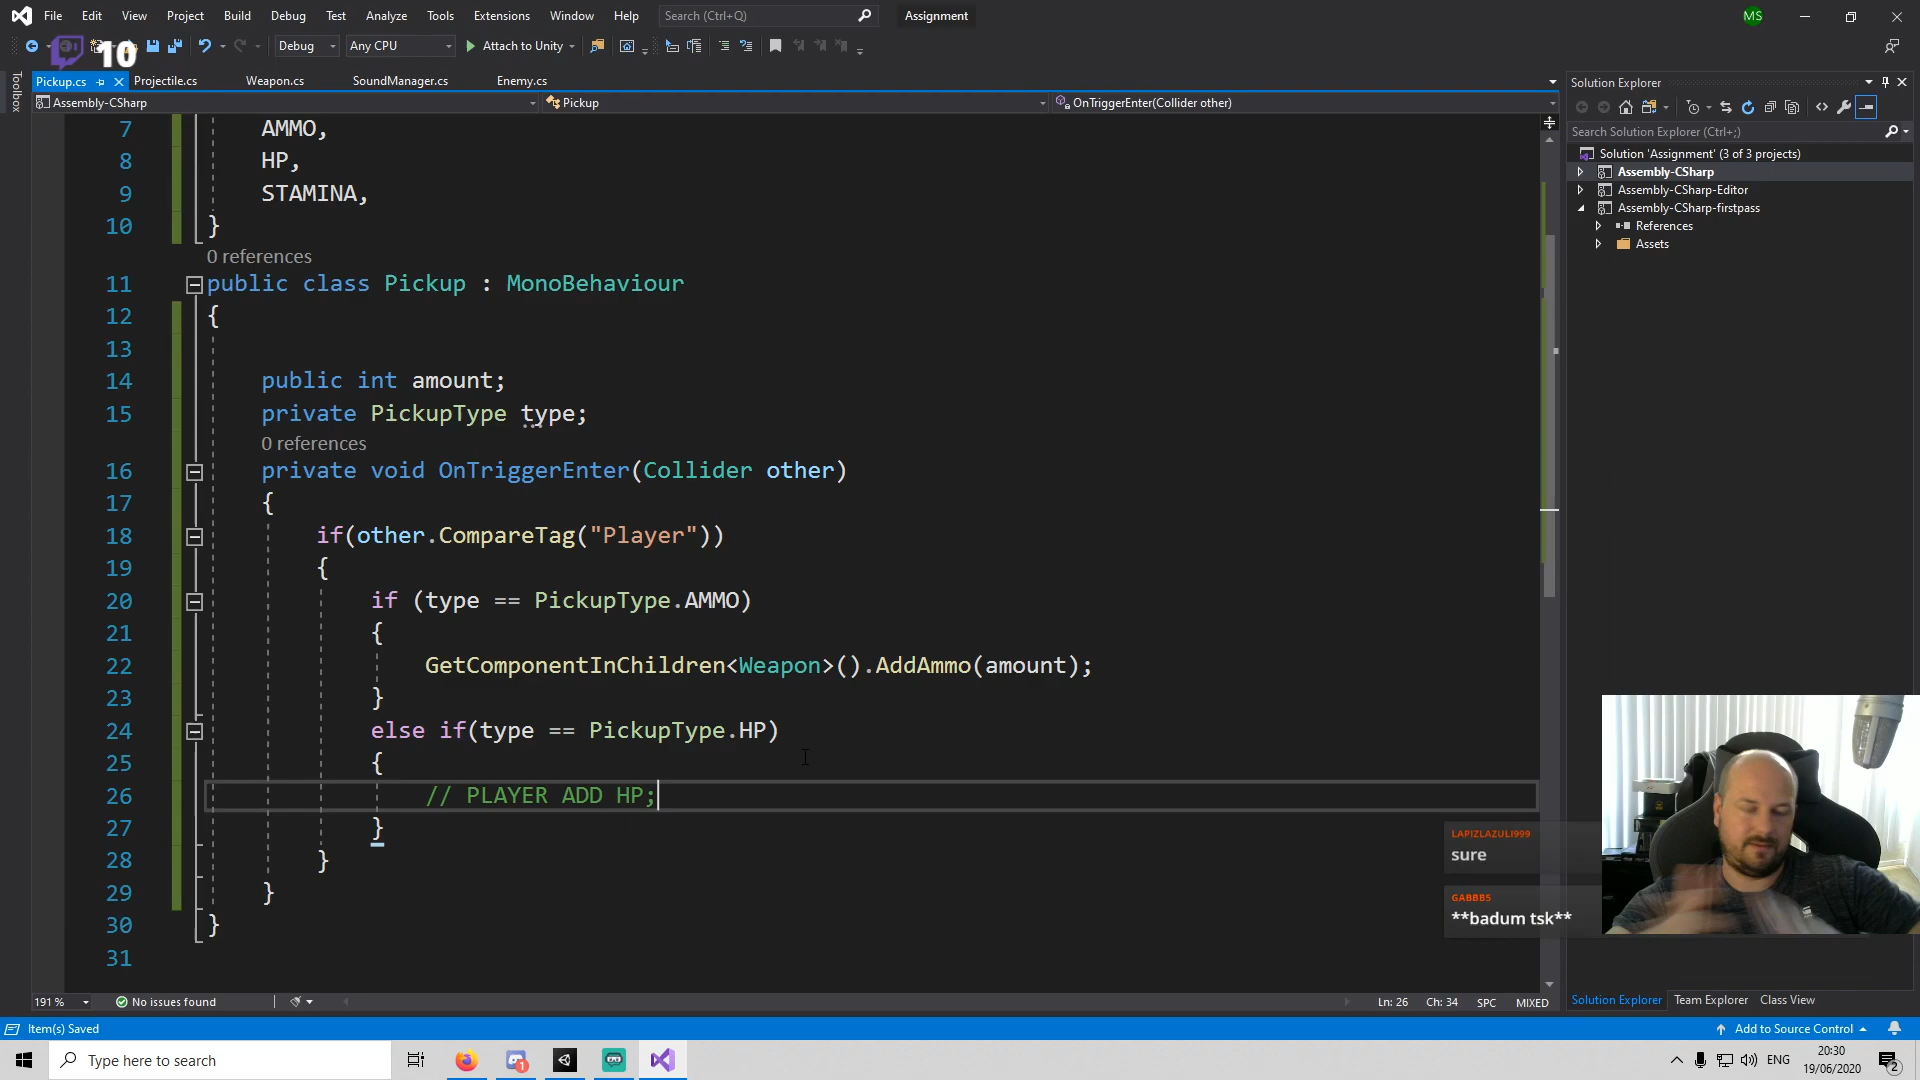 File Edit View Project Build Debug Test Analyze Tools Extensions Window Help Search (Ctrl+Q) Assignment MS
10 Debug Any CPU Attach to Unity
Pickup.cs Projectile.cs Weapon.cs SoundManager.cs Enemy.cs
Assembly-CSharp Pickup OnTriggerEnter(Collider other)
Toolbox
7 AMMO,
8 HP,
9 STAMINA,
10 }
0 references
11 public class Pickup : MonoBehaviour
12 {
13
14 public int amount;
15 private PickupType type;
0 references
16 private void OnTriggerEnter(Collider other)
17 {
18 if(other.CompareTag("Player"))
19 {
20 if (type == PickupType.AMMO)
21 {
22 GetComponentInChildren<Weapon>().AddAmmo(amount);
23 }
24 else if(type == PickupType.HP)
25 {
26 // PLAYER ADD HP;
27 }
28 }
29 }
30 }
31
Solution Explorer
Search Solution Explorer (Ctrl+;)
Solution 'Assignment' (3 of 3 projects)
Assembly-CSharp
Assembly-CSharp-Editor
Assembly-CSharp-firstpass
References
Assets
LAPIZLAZULI999
sure
GABBB5
**badum tsk**
191 % No issues found Ln: 26 Ch: 34 SPC MIXED
Solution Explorer Team Explorer Class View
Item(s) Saved Add to Source Control
Type here to search
1
ENG
20:30
19/06/2020
2